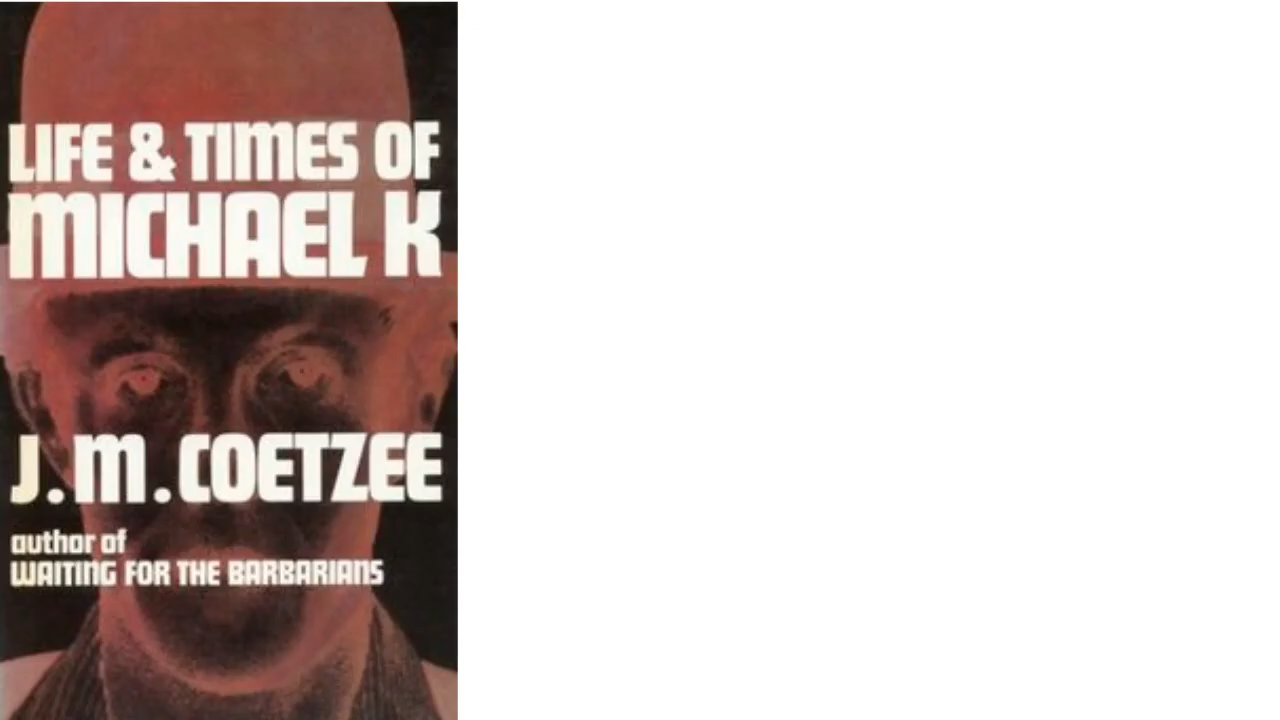 LIFE & TIMES OF
MICHAEL K
J.M.COETZEE
author of
WAITING FOR THE BARBARIANS